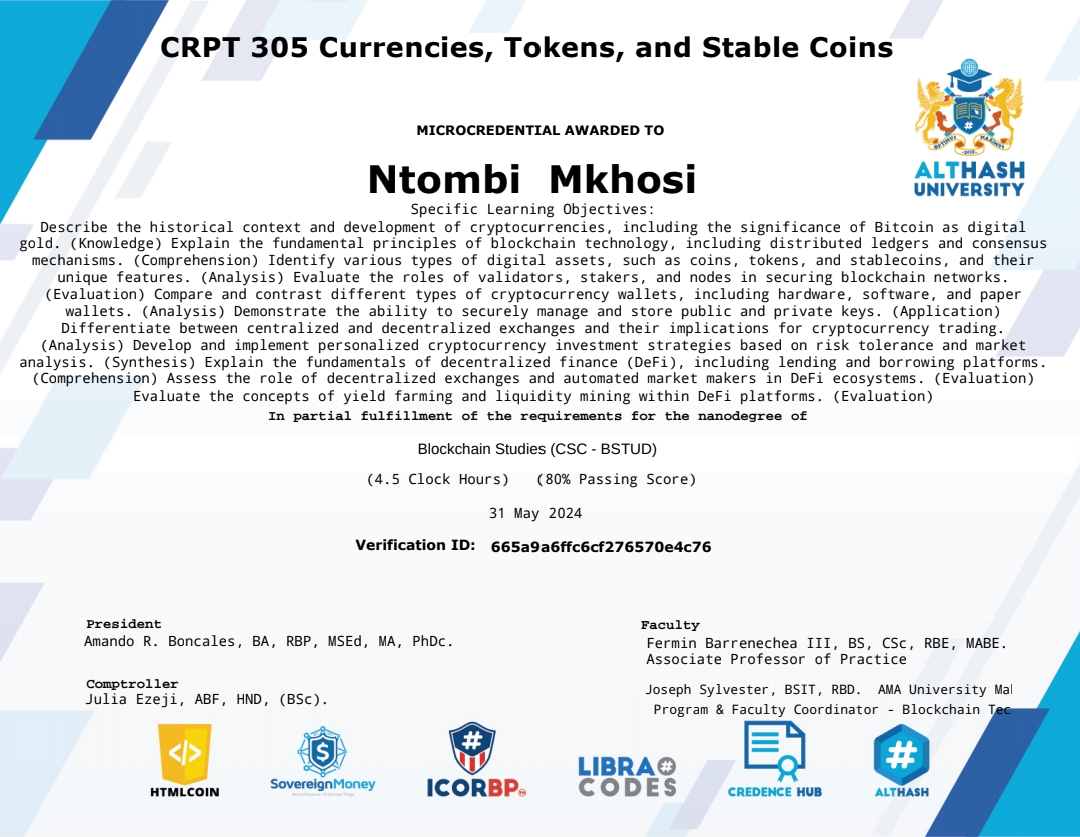 CRPT 305 Currencies, Tokens, and Stable Coins
MICROCREDENTIAL AWARDED TO
OPTIMUS MAXIMUS
ALTHASH
UNIVERSITY
Ntombi Mkhosi
Specific Learning Objectives:
Describe the historical context and development of cryptocurrencies, including the significance of Bitcoin as digital
gold. (Knowledge) Explain the fundamental principles of blockchain technology, including distributed ledgers and consensus
mechanisms. (Comprehension) Identify various types of digital assets, such as coins, tokens, and stablecoins, and their
unique features. (Analysis) Evaluate the roles of validators, stakers, and nodes in securing blockchain networks.
(Evaluation) Compare and contrast different types of cryptocurrency wallets, including hardware, software, and paper
wallets. (Analysis) Demonstrate the ability to securely manage and store public and private keys. (Application)
Differentiate between centralized and decentralized exchanges and their implications for cryptocurrency trading.
(Analysis) Develop and implement personalized cryptocurrency investment strategies based on risk tolerance and market
analysis. (Synthesis) Explain the fundamentals of decentralized finance (DeFi), including lending and borrowing platforms.
(Comprehension) Assess the role of decentralized exchanges and automated market makers in DeFi ecosystems. (Evaluation)
Evaluate the concepts of yield farming and liquidity mining within DeFi platforms. (Evaluation)
In partial fulfillment of the requirements for the nanodegree of
Blockchain Studies (CSC - BSTUD)
(4.5 Clock Hours) (80% Passing Score)
31 May 2024
Verification ID: 665a9a6ffc6cf276570e4c76
President
Amando R. Boncales, BA, RBP, MSEd, MA, PhDc.
Comptroller
Julia Ezeji, ABF, HND, (BSc).
Faculty
Fermin Barrenechea III, BS, CSc, RBE, MABE.
Associate Professor of Practice
Joseph Sylvester, BSIT, RBD. AMA University Mal
Program & Faculty Coordinator - Blockchain Tec
HTMLCOIN
SovereignMoney
ICORBP
LIBRA#
CODES
CREDENCE HUB
ALTHASH